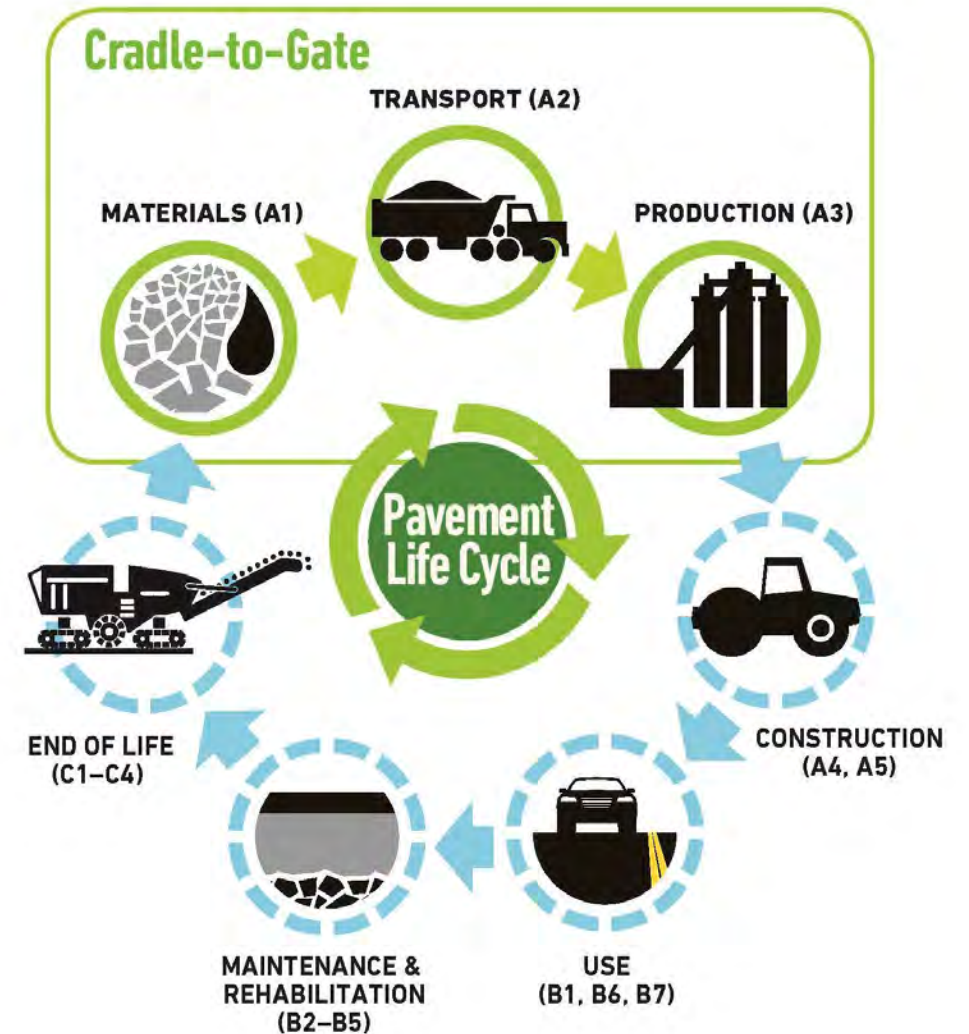 Cradle-to-Gate
TRANSPORT (A2)
MATERIALS (A1)
PRODUCTION (A3)
Pavement
Life Cycle
CONSTRUCTION
(A4, A5)
END OF LIFE
(C1–C4)
USE
(B1, B6, B7)
MAINTENANCE &
REHABILITATION
(B2–B5)